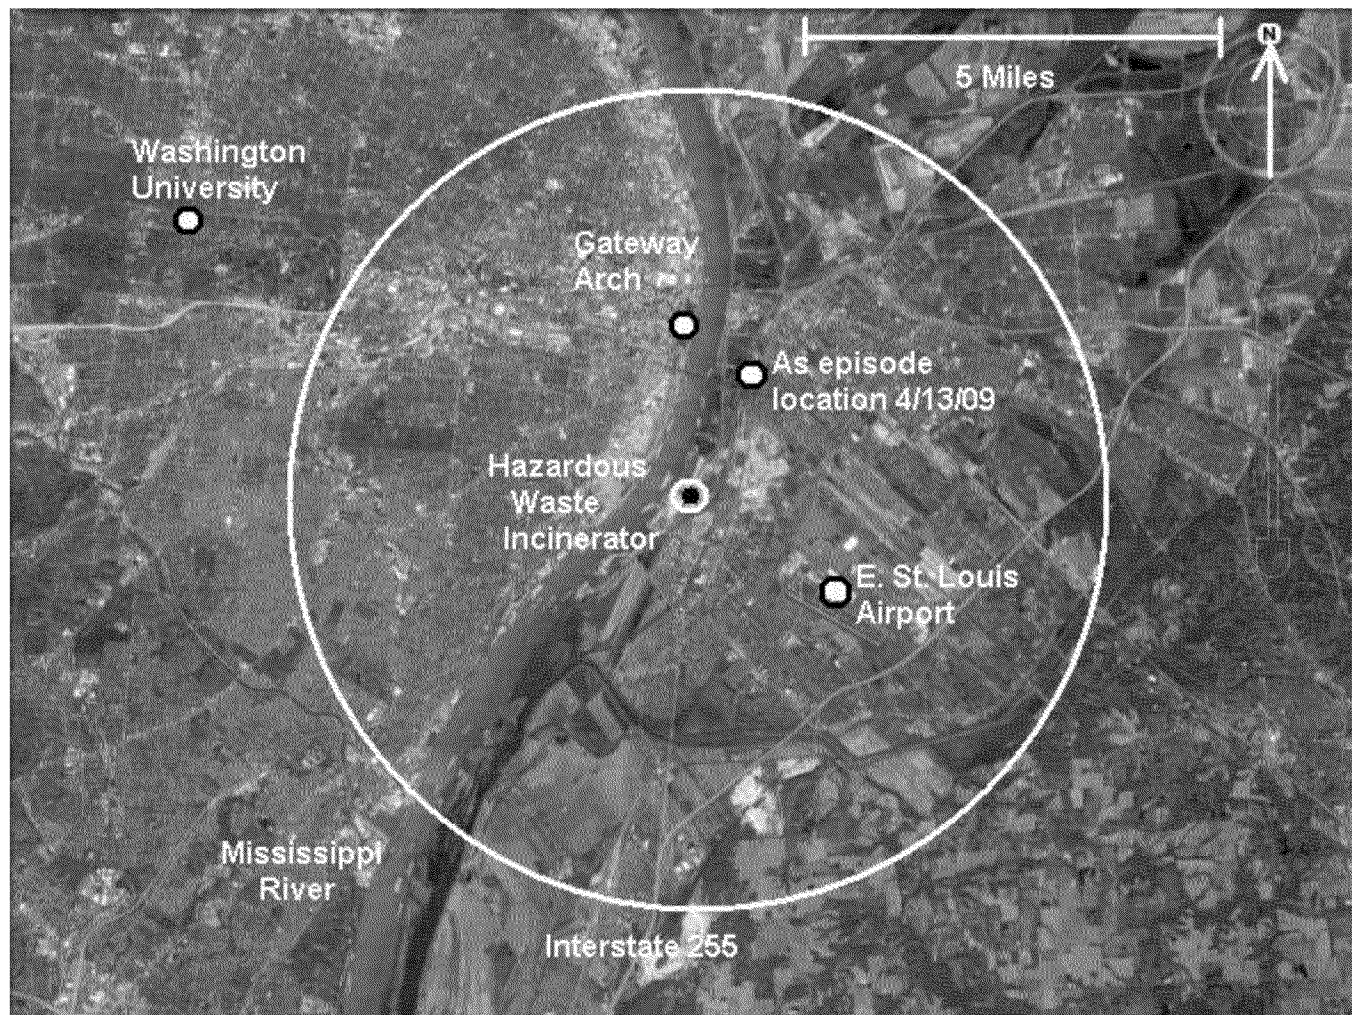 N
5 Miles
Washington
University
Gateway
Arch
As episode
location 4/13/09
Hazardous
Waste
Incinerator
E. St. Louis
Airport
Mississippi
River
Interstate 255